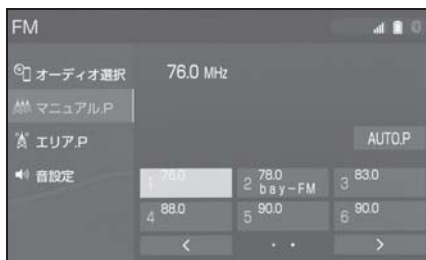 FM
オーディオ選択
76.0 MHz
マニュアル.P
エリア.P
AUTO.P
音設定
1 76.0
2 78.0 bay-FM
3 83.0
4 88.0
5 90.0
6 90.0
< • • >